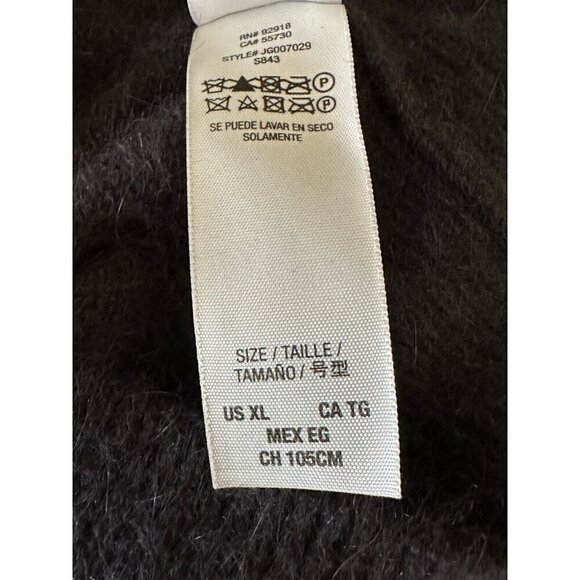 RN# 92918
CA# 55730
STYLE# JG007029
S843
P
P
SE PUEDE LAVAR EN SECO
SOLAMENTE
SIZE / TAILLE /
TAMAÑO / 号型
US XL CA TG
MEX EG
CH 105CM